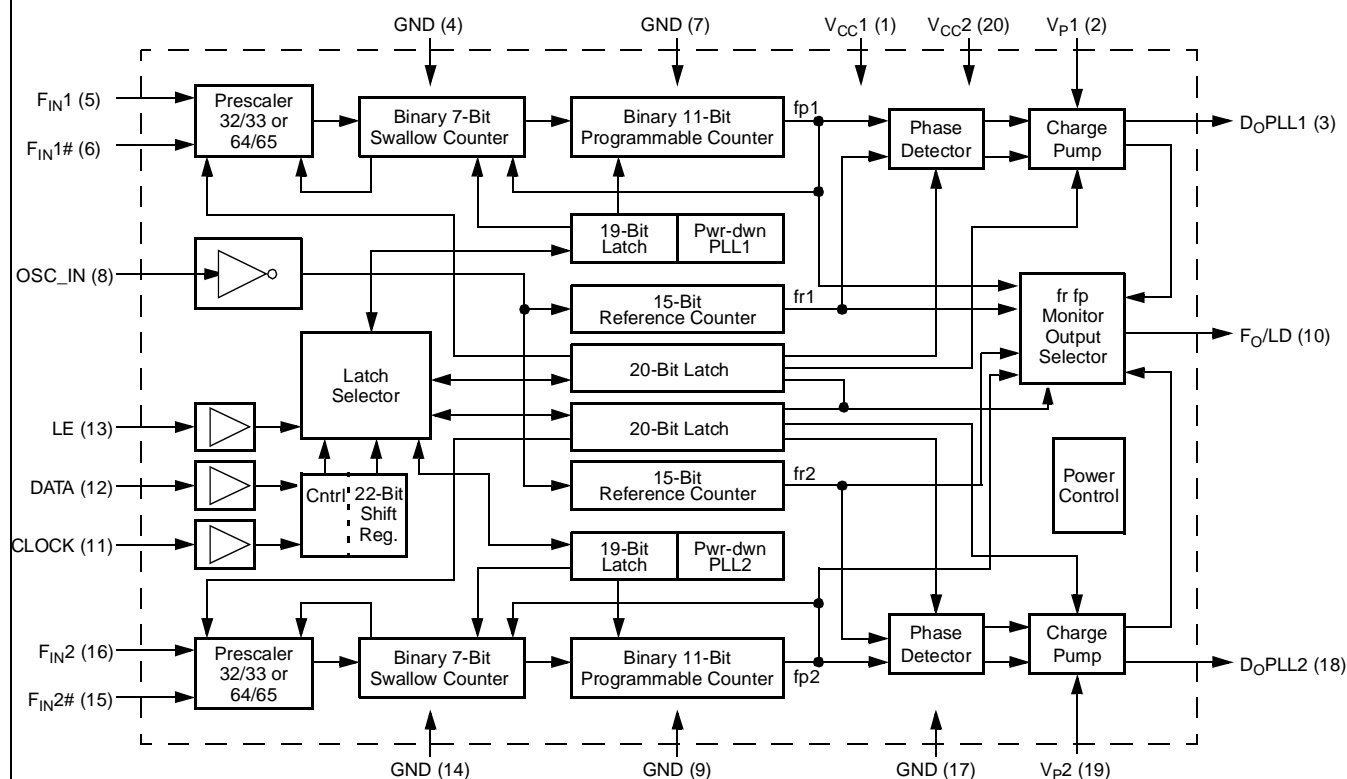 GND (4)
GND (7)
VCC1 (1)
VCC2 (20)
VP1 (2)
FIN1 (5)
FIN1# (6)
Prescaler
32/33 or
64/65
Binary 7-Bit
Swallow Counter
Binary 11-Bit
Programmable Counter
fp1
Phase
Detector
Charge
Pump
DOPLL1 (3)
19-Bit
Latch
Pwr-dwn
PLL1
OSC_IN (8)
15-Bit
Reference Counter
fr1
fr fp
Monitor
Output
Selector
FO/LD (10)
Latch
Selector
20-Bit Latch
20-Bit Latch
LE (13)
DATA (12)
CLOCK (11)
Cntrl
22-Bit
Shift
Reg.
15-Bit
Reference Counter
fr2
Power
Control
19-Bit
Latch
Pwr-dwn
PLL2
FIN2 (16)
FIN2# (15)
Prescaler
32/33 or
64/65
Binary 7-Bit
Swallow Counter
Binary 11-Bit
Programmable Counter
fp2
Phase
Detector
Charge
Pump
DOPLL2 (18)
GND (14)
GND (9)
GND (17)
VP2 (19)